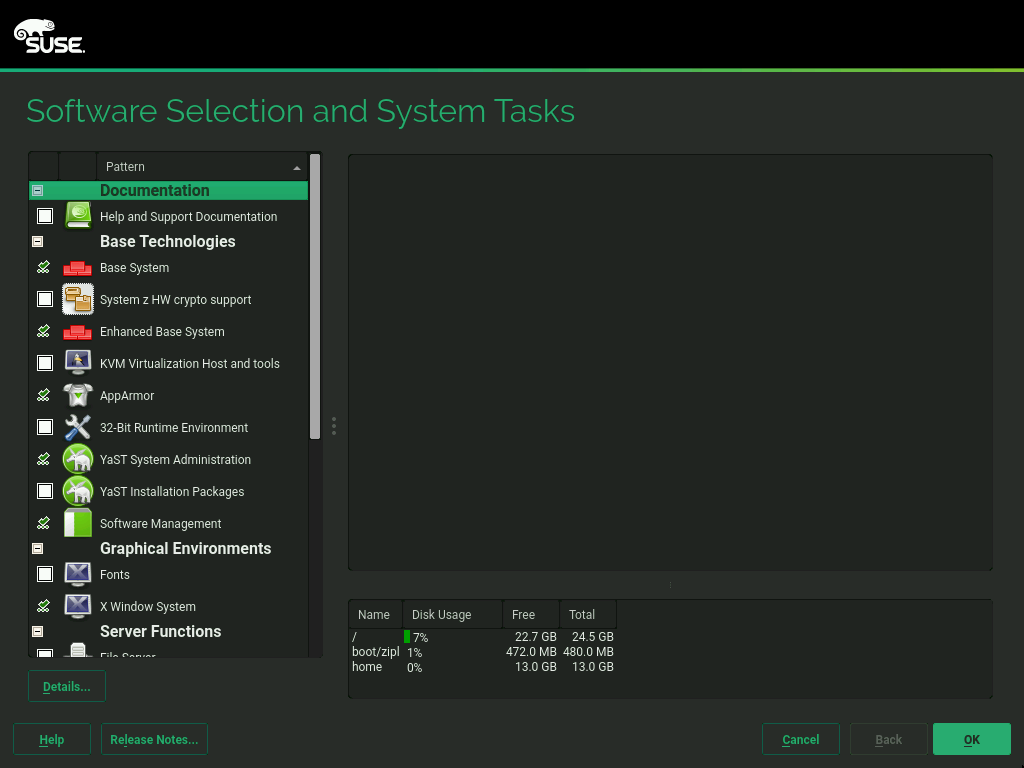 SUSE
Software Selection and System Tasks
Pattern
Documentation
Help and Support Documentation
Base Technologies
Base System
System z HW crypto support
Enhanced Base System
KVM Virtualization Host and tools
AppArmor
32-Bit Runtime Environment
YaST System Administration
YaST Installation Packages
Software Management
Graphical Environments
Fonts
X Window System
Server Functions
File Server
Name Disk Usage Free Total
/ 7% 22.7 GB 24.5 GB
boot/zipl 1% 472.0 MB 480.0 MB
home 0% 13.0 GB 13.0 GB
Details...
Help Release Notes... Cancel Back OK